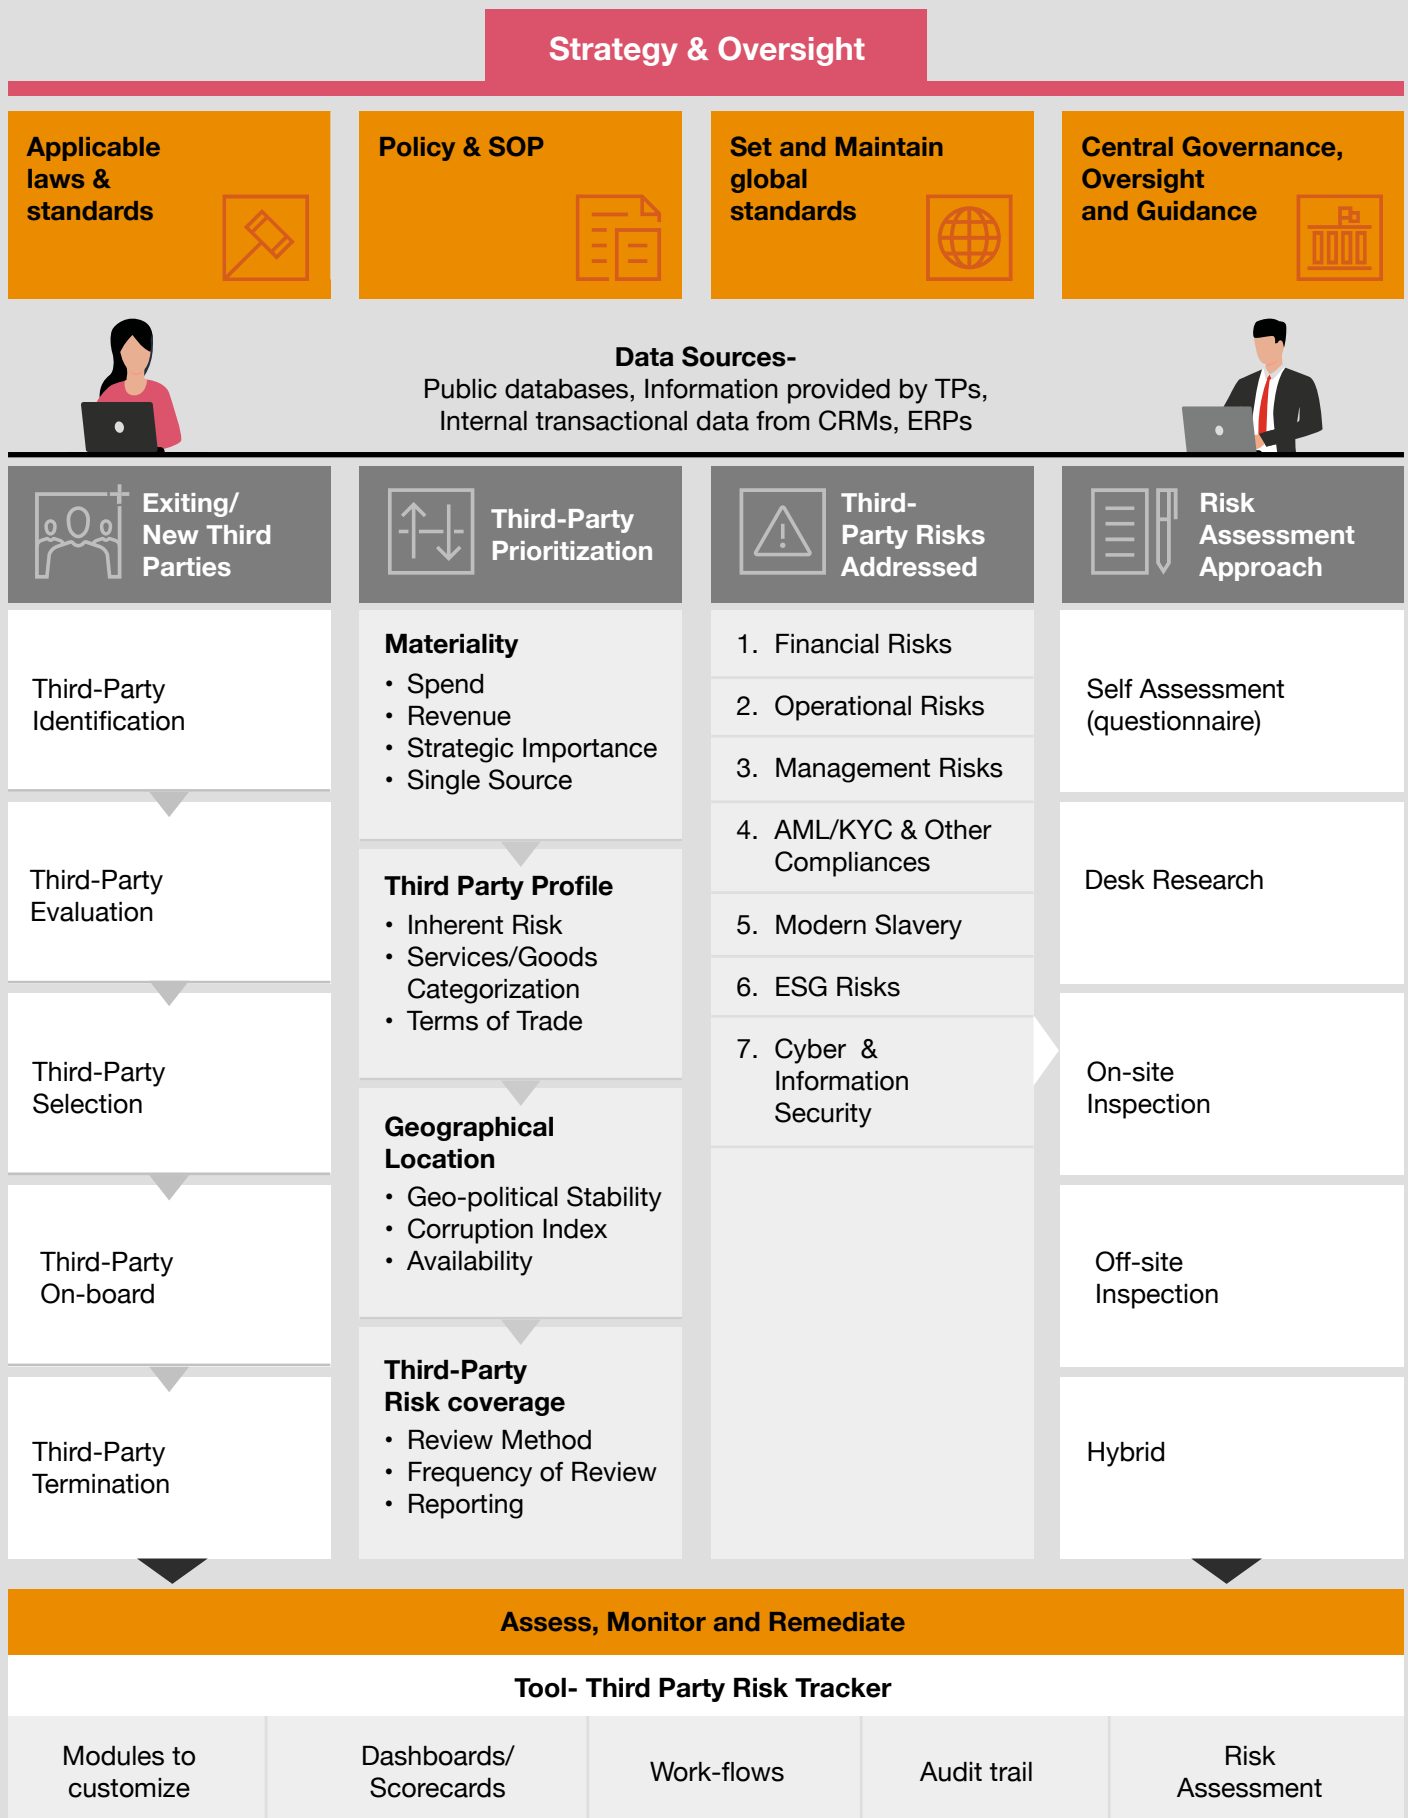 Strategy & Oversight
Applicable
laws &
standards
Policy & SOP
Set and Maintain
global
standards
Central Governance,
Oversight
and Guidance
Data Sources-
Public databases, Information provided by TPs,
Internal transactional data from CRMs, ERPs
Exiting/
New Third
Parties
Third-Party
Identification
Third-Party
Evaluation
Third-Party
Selection
Third-Party
On-board
Third-Party
Termination
Third-Party
Prioritization
Materiality
• Spend
• Revenue
• Strategic Importance
• Single Source
Third Party Profile
• Inherent Risk
• Services/Goods
Categorization
• Terms of Trade
Geographical
Location
• Geo-political Stability
• Corruption Index
• Availability
Third-Party
Risk coverage
• Review Method
• Frequency of Review
• Reporting
Third-
Party Risks
Addressed
1. Financial Risks
2. Operational Risks
3. Management Risks
4. AML/KYC & Other
Compliances
5. Modern Slavery
6. ESG Risks
7. Cyber &
Information
Security
Risk
Assessment
Approach
Self Assessment
(questionnaire)
Desk Research
On-site
Inspection
Off-site
Inspection
Hybrid
Assess, Monitor and Remediate
Tool- Third Party Risk Tracker
Modules to
customize
Dashboards/
Scorecards
Work-flows
Audit trail
Risk
Assessment